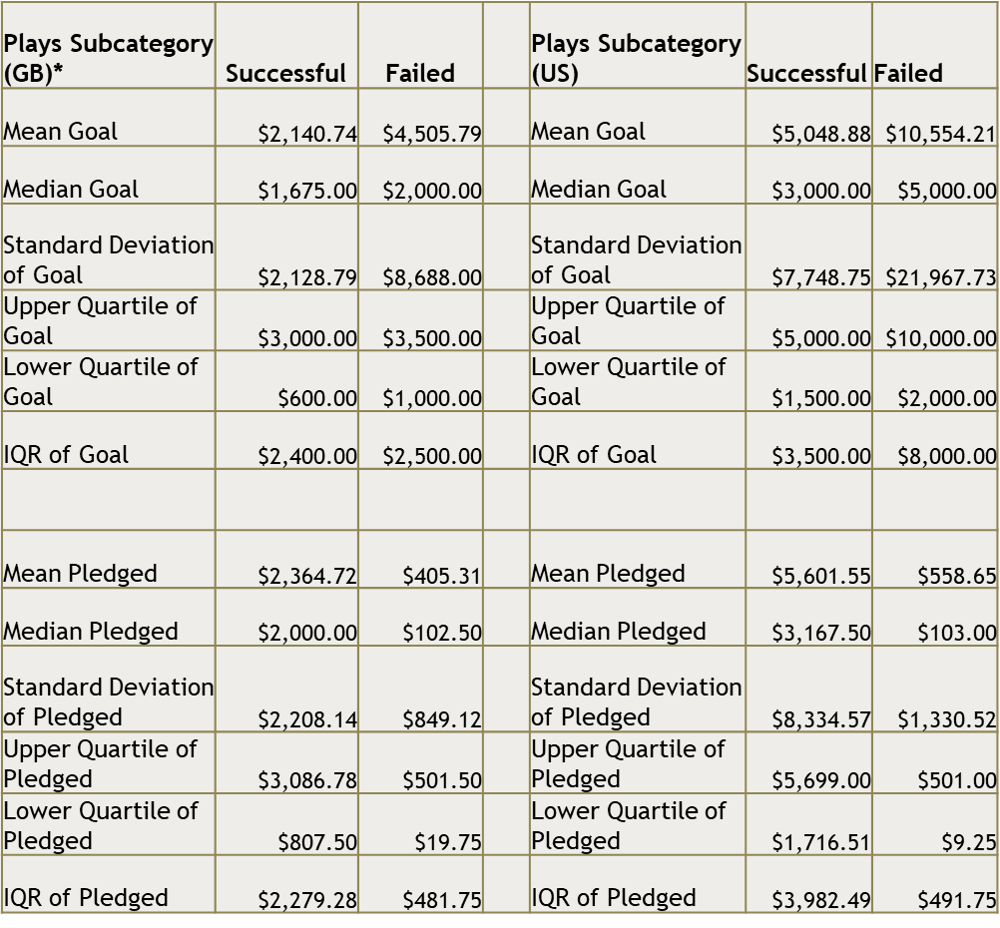 Plays Subcategory (GB)* Successful Failed Plays Subcategory (US) Successful Failed
Mean Goal $2,140.74 $4,505.79 Mean Goal $5,048.88 $10,554.21
Median Goal $1,675.00 $2,000.00 Median Goal $3,000.00 $5,000.00
Standard Deviation of Goal $2,128.79 $8,688.00 Standard Deviation of Goal $7,748.75 $21,967.73
Upper Quartile of Goal $3,000.00 $3,500.00 Upper Quartile of Goal $5,000.00 $10,000.00
Lower Quartile of Goal $600.00 $1,000.00 Lower Quartile of Goal $1,500.00 $2,000.00
IQR of Goal $2,400.00 $2,500.00 IQR of Goal $3,500.00 $8,000.00
Mean Pledged $2,364.72 $405.31 Mean Pledged $5,601.55 $558.65
Median Pledged $2,000.00 $102.50 Median Pledged $3,167.50 $103.00
Standard Deviation of Pledged $2,208.14 $849.12 Standard Deviation of Pledged $8,334.57 $1,330.52
Upper Quartile of Pledged $3,086.78 $501.50 Upper Quartile of Pledged $5,699.00 $501.00
Lower Quartile of Pledged $807.50 $19.75 Lower Quartile of Pledged $1,716.51 $9.25
IQR of Pledged $2,279.28 $481.75 IQR of Pledged $3,982.49 $491.75